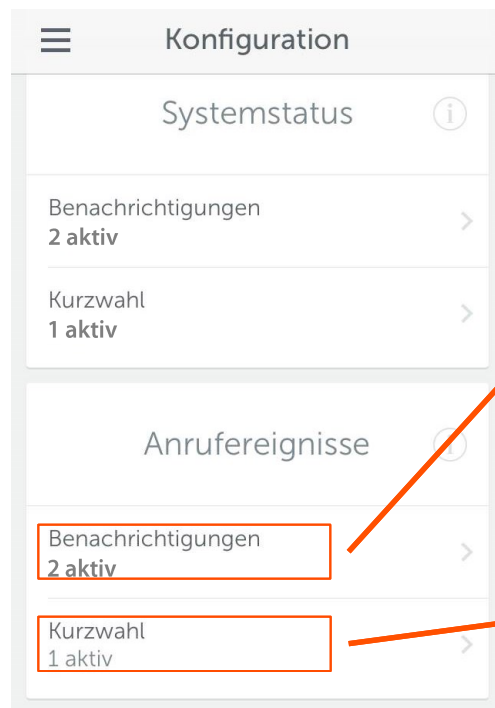 Konfiguration
Systemstatus
i
Benachrichtigungen
2 aktiv
Kurzwahl
1 aktiv
Anrufereignisse
i
Benachrichtigungen
2 aktiv
Kurzwahl
1 aktiv